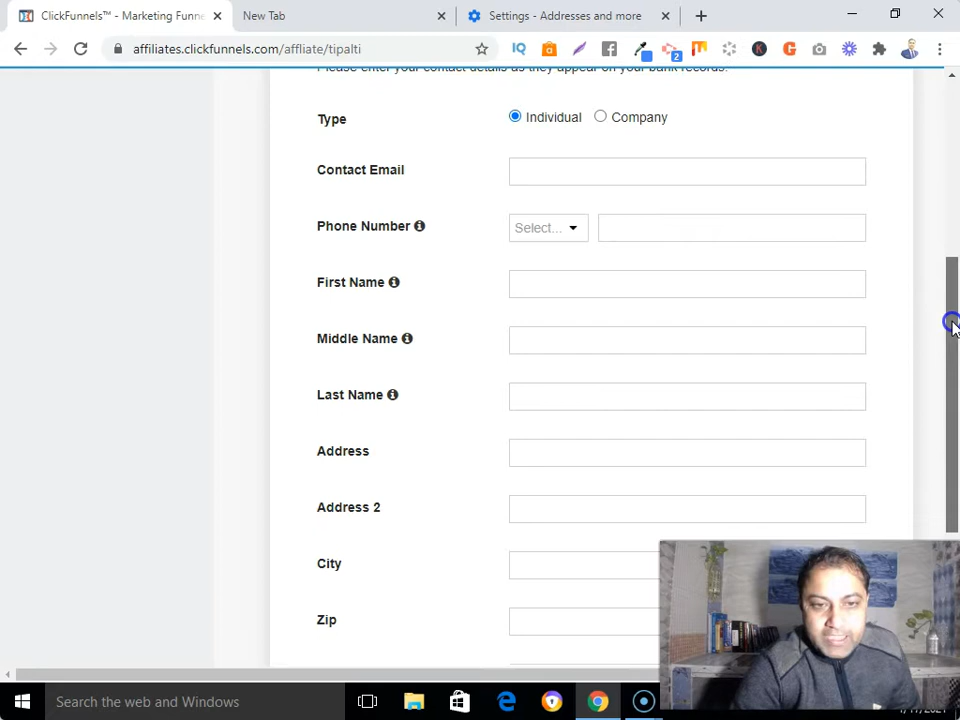 ClickFunnels™ - Marketing Funne
New Tab
Settings - Addresses and more
affiliates.clickfunnels.com/affliate/tipalti
2
Please enter your contact details as they appear on your bank records.
Type
Individual
Company
Contact Email
Phone Number
Select...
First Name
Middle Name
Last Name
Address
Address 2
City
Zip
Search the web and Windows